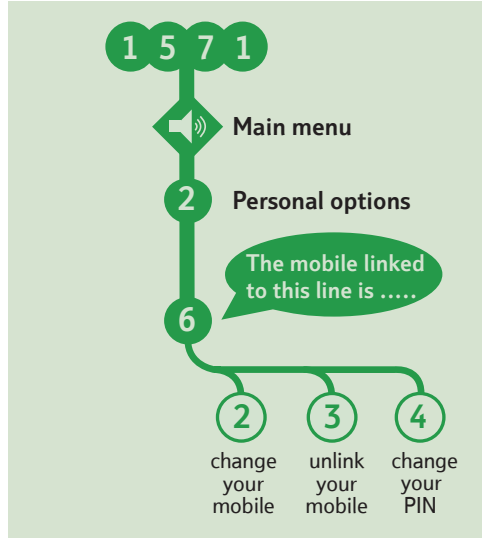 1 5 7 1
Main menu
2 Personal options
The mobile linked
to this line is .....
6
2 3 4
change unlink change
your your your
mobile mobile PIN